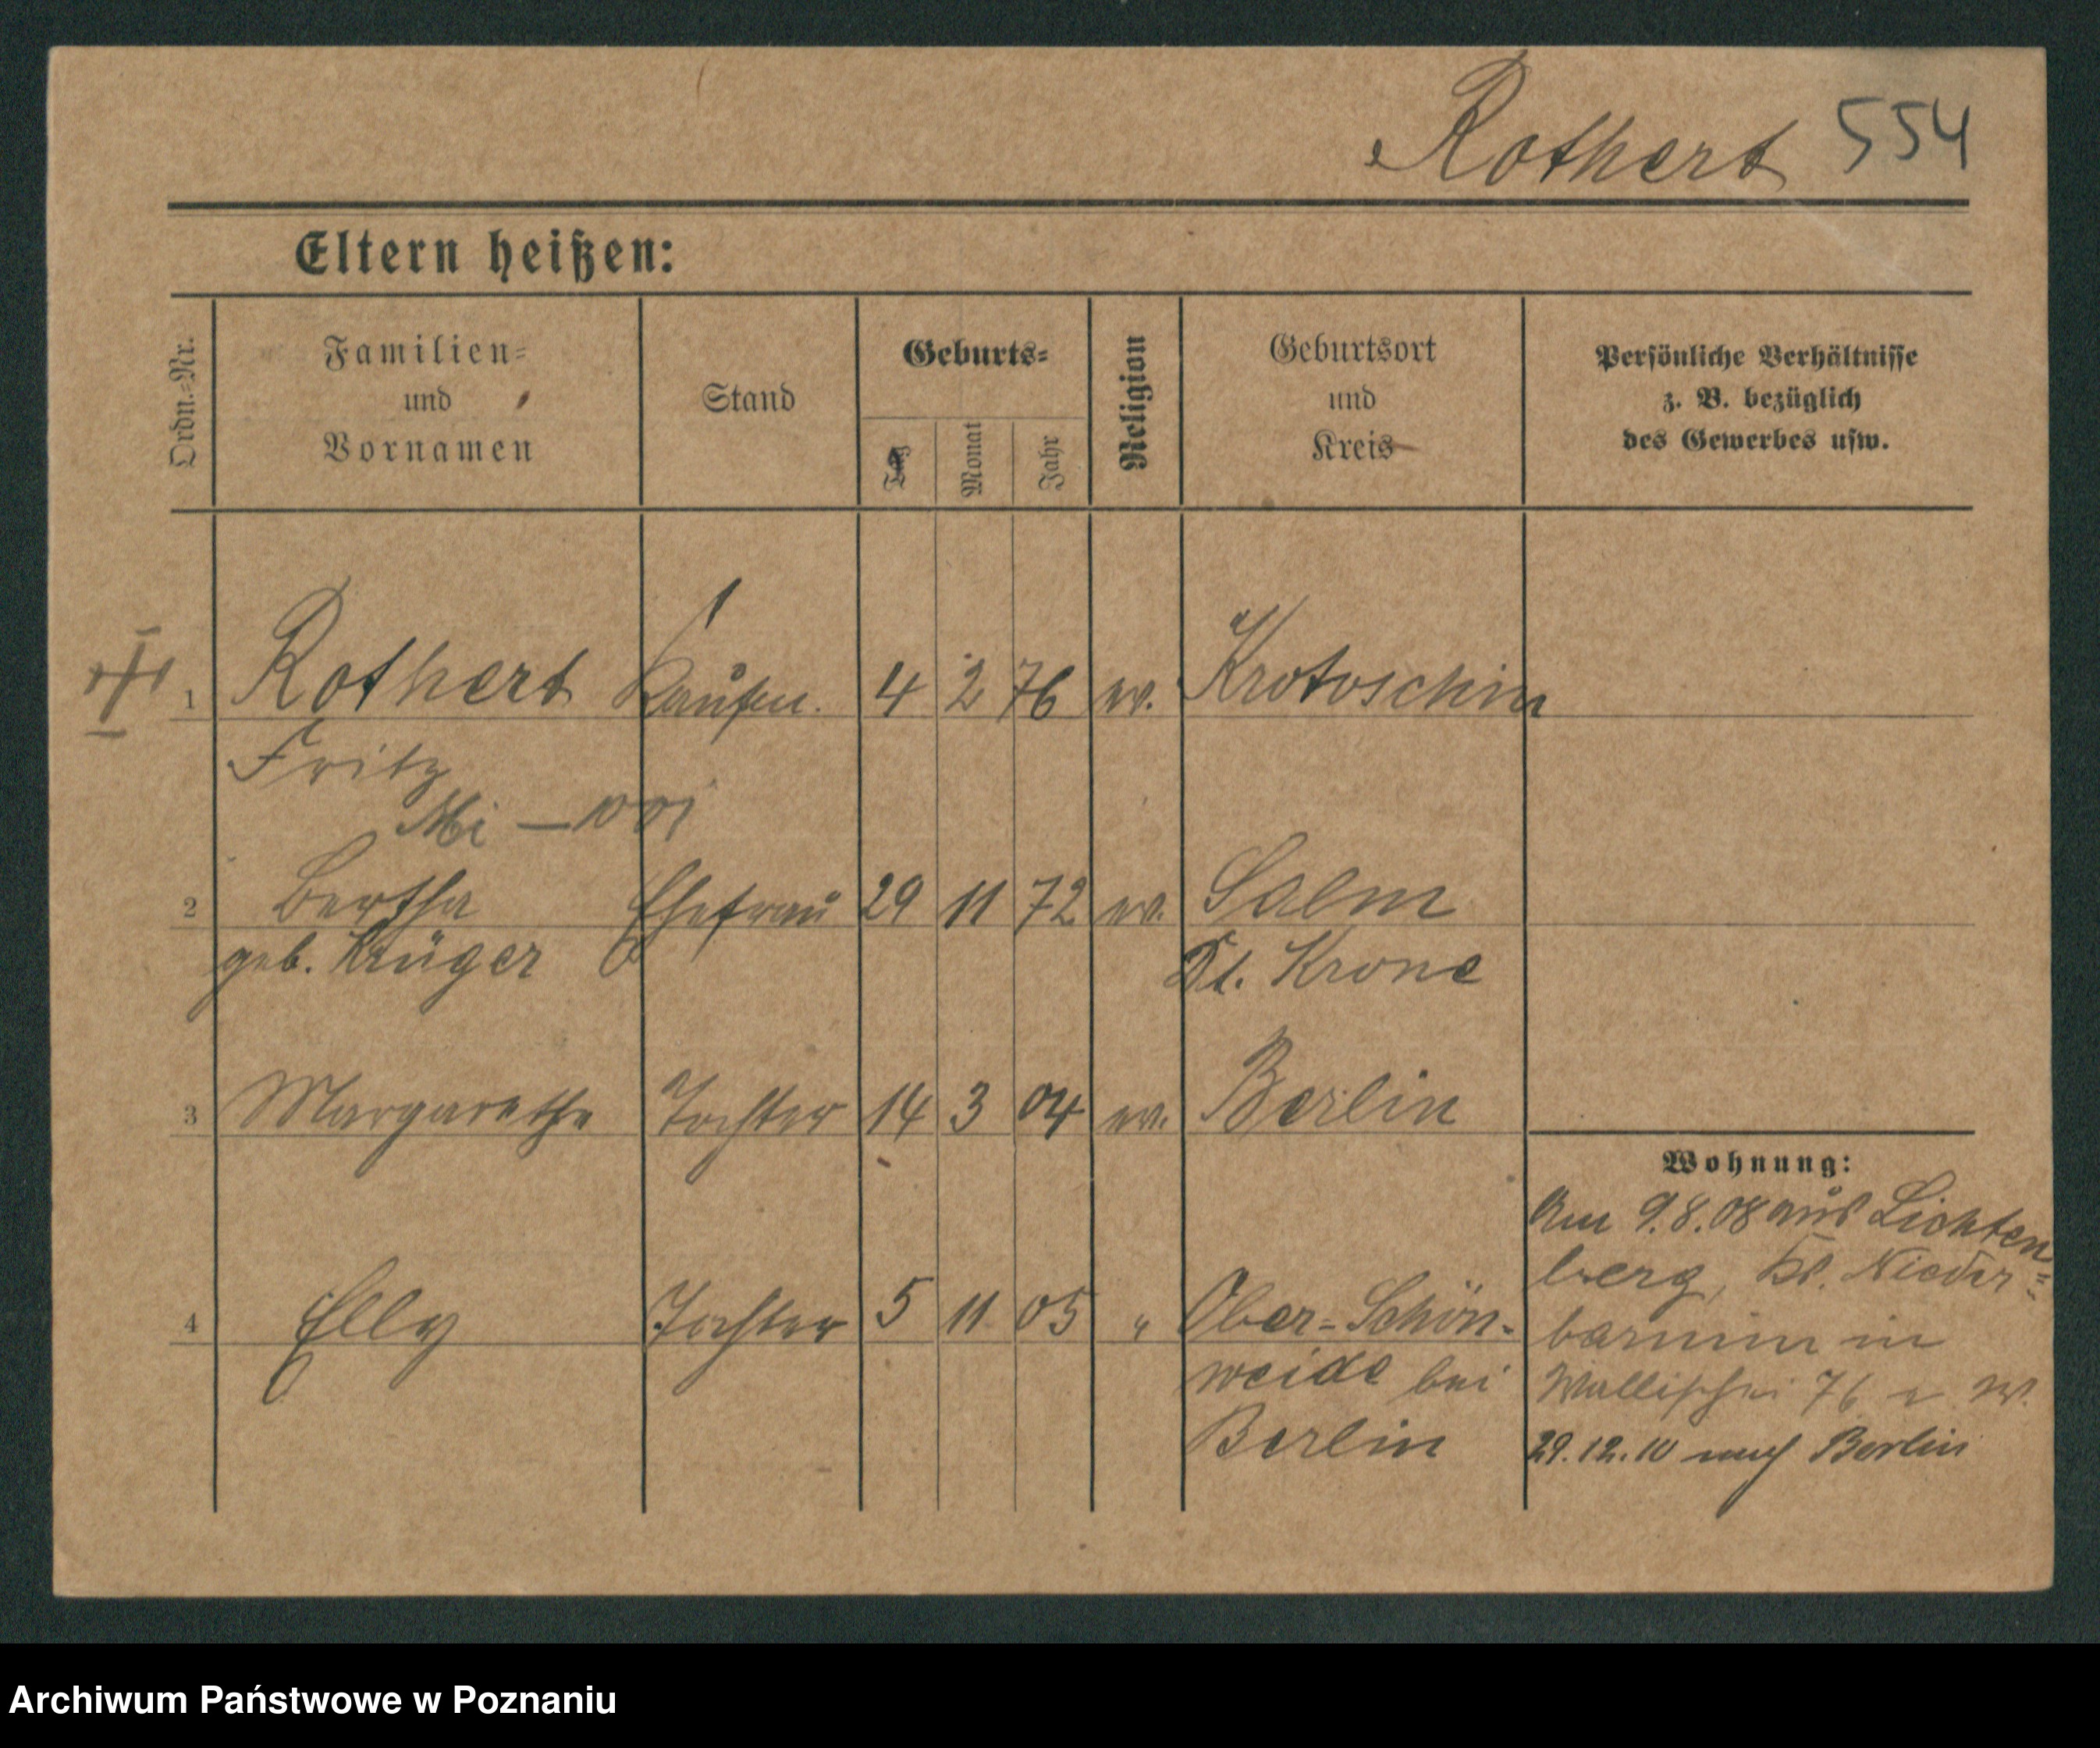 Rothert 554
Eltern heißen:
Ordn.=Nr.
Familien=
und
Vornamen
Stand
Geburts=
Tag
Monat
Jahr
Religion
Geburtsort
und
Kreis
Persönliche Verhältnisse
z. B. bezüglich
des Gewerbes usw.
1 Rothert Kaufm. 4 2 76 ev. Krotoschin
Fritz
2 Bertha Ehefrau 29 11 72 ev. Salm
geb. Krüger Dt. Krone
3 Margarethe Tochter 14 3 04 ev. Berlin
4 Elly Tochter 5 11 05 " Ober=Schön-
weide bei
Berlin
Wohnung:
Am 9.8.08 aus Lichten
berg, Kr. Nieder=
barnim in
Wallischei 76
29.12.10 nach Berlin
Archiwum Państwowe w Poznaniu